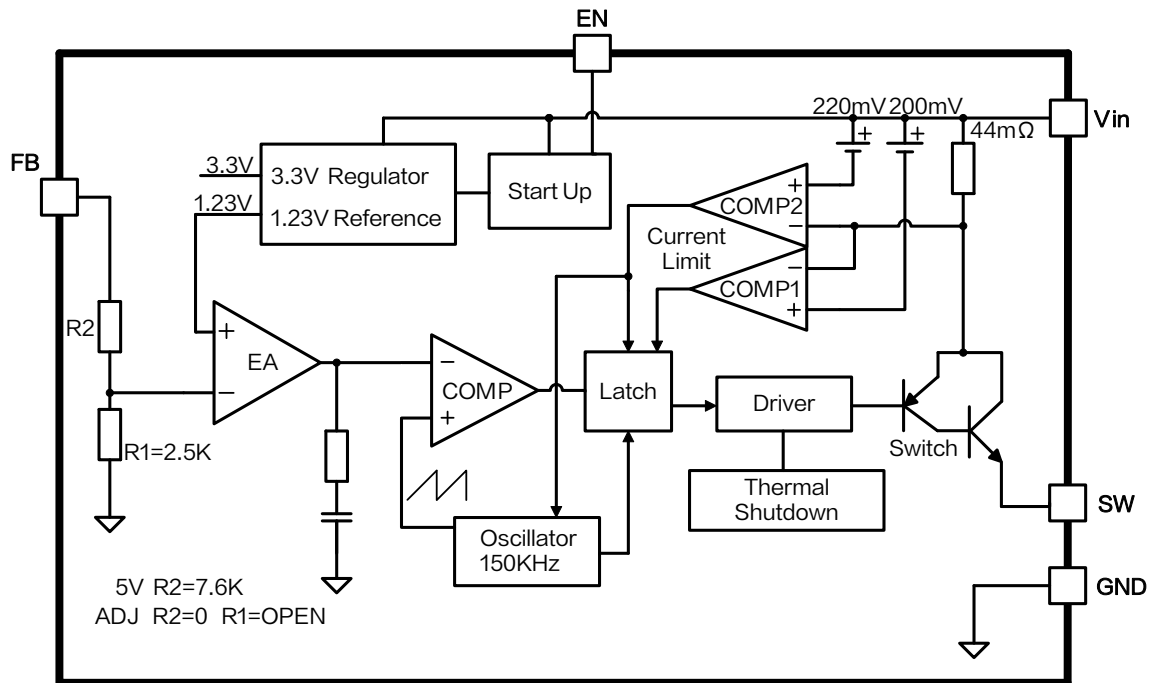 EN
220mV 200mV
44mΩ
Vin
FB
3.3V
3.3V Regulator
1.23V
1.23V Reference
Start Up
+
+
+
COMP2
−
Current
Limit
−
COMP1
+
R2
+
EA
−
−
COMP
+
Latch
Driver
Switch
R1=2.5K
Thermal
Shutdown
SW
Oscillator
150KHz
5V R2=7.6K
ADJ R2=0 R1=OPEN
GND